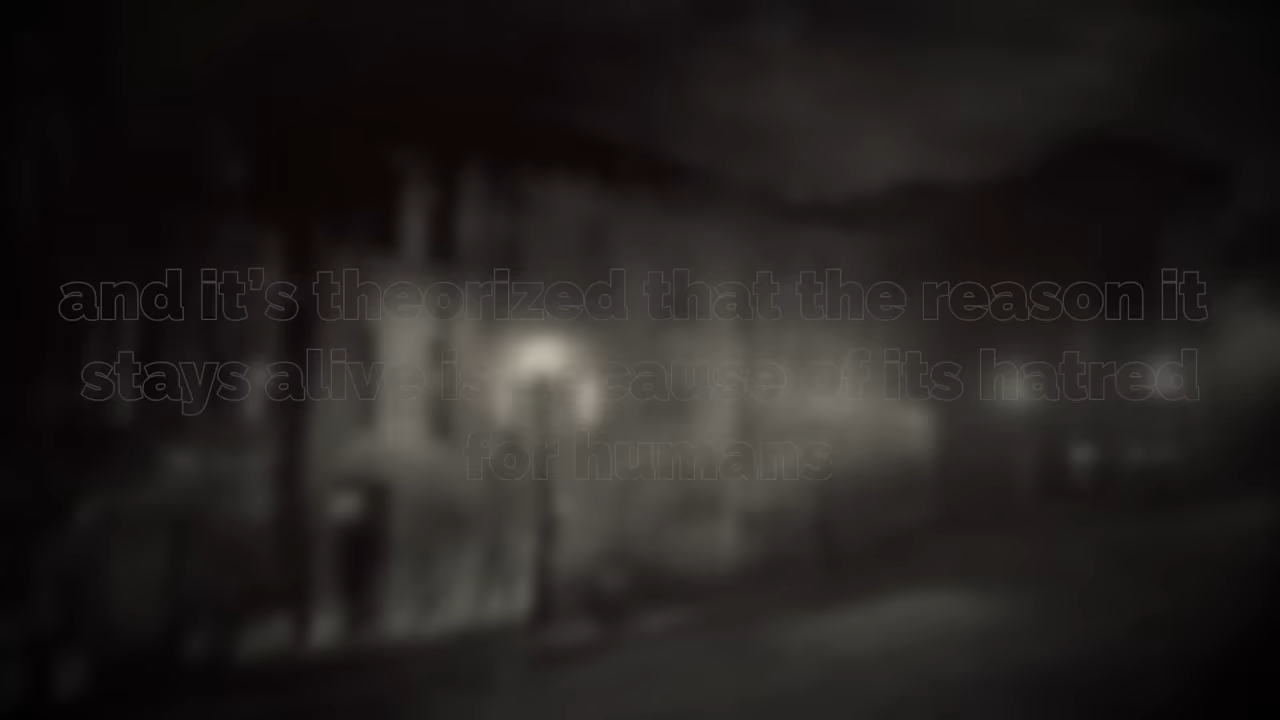 and it’s theorized that the reason it
stays alive is because of its hatred
for humans